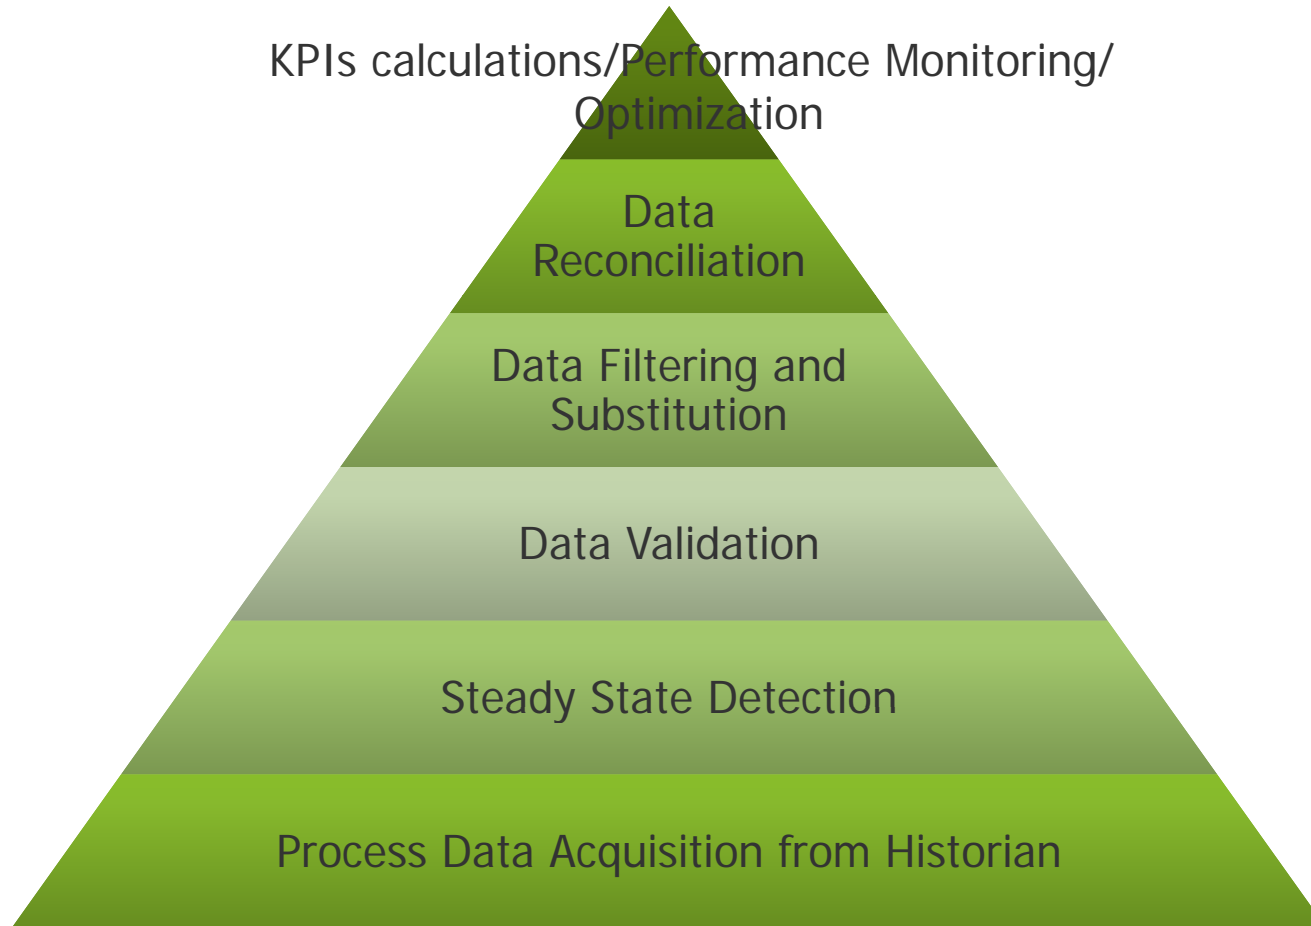 KPIs calculations/Performance Monitoring/
Optimization
Data
Reconciliation
Data Filtering and
Substitution
Data Validation
Steady State Detection
Process Data Acquisition from Historian